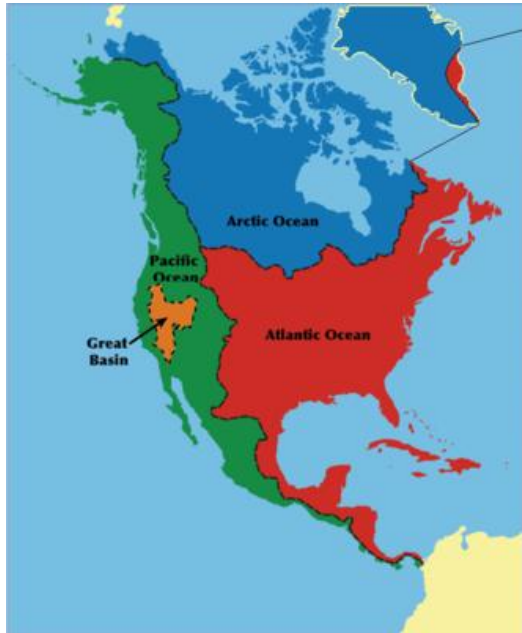 Arctic Ocean
Pacific
Ocean
Atlantic Ocean
Great
Basin